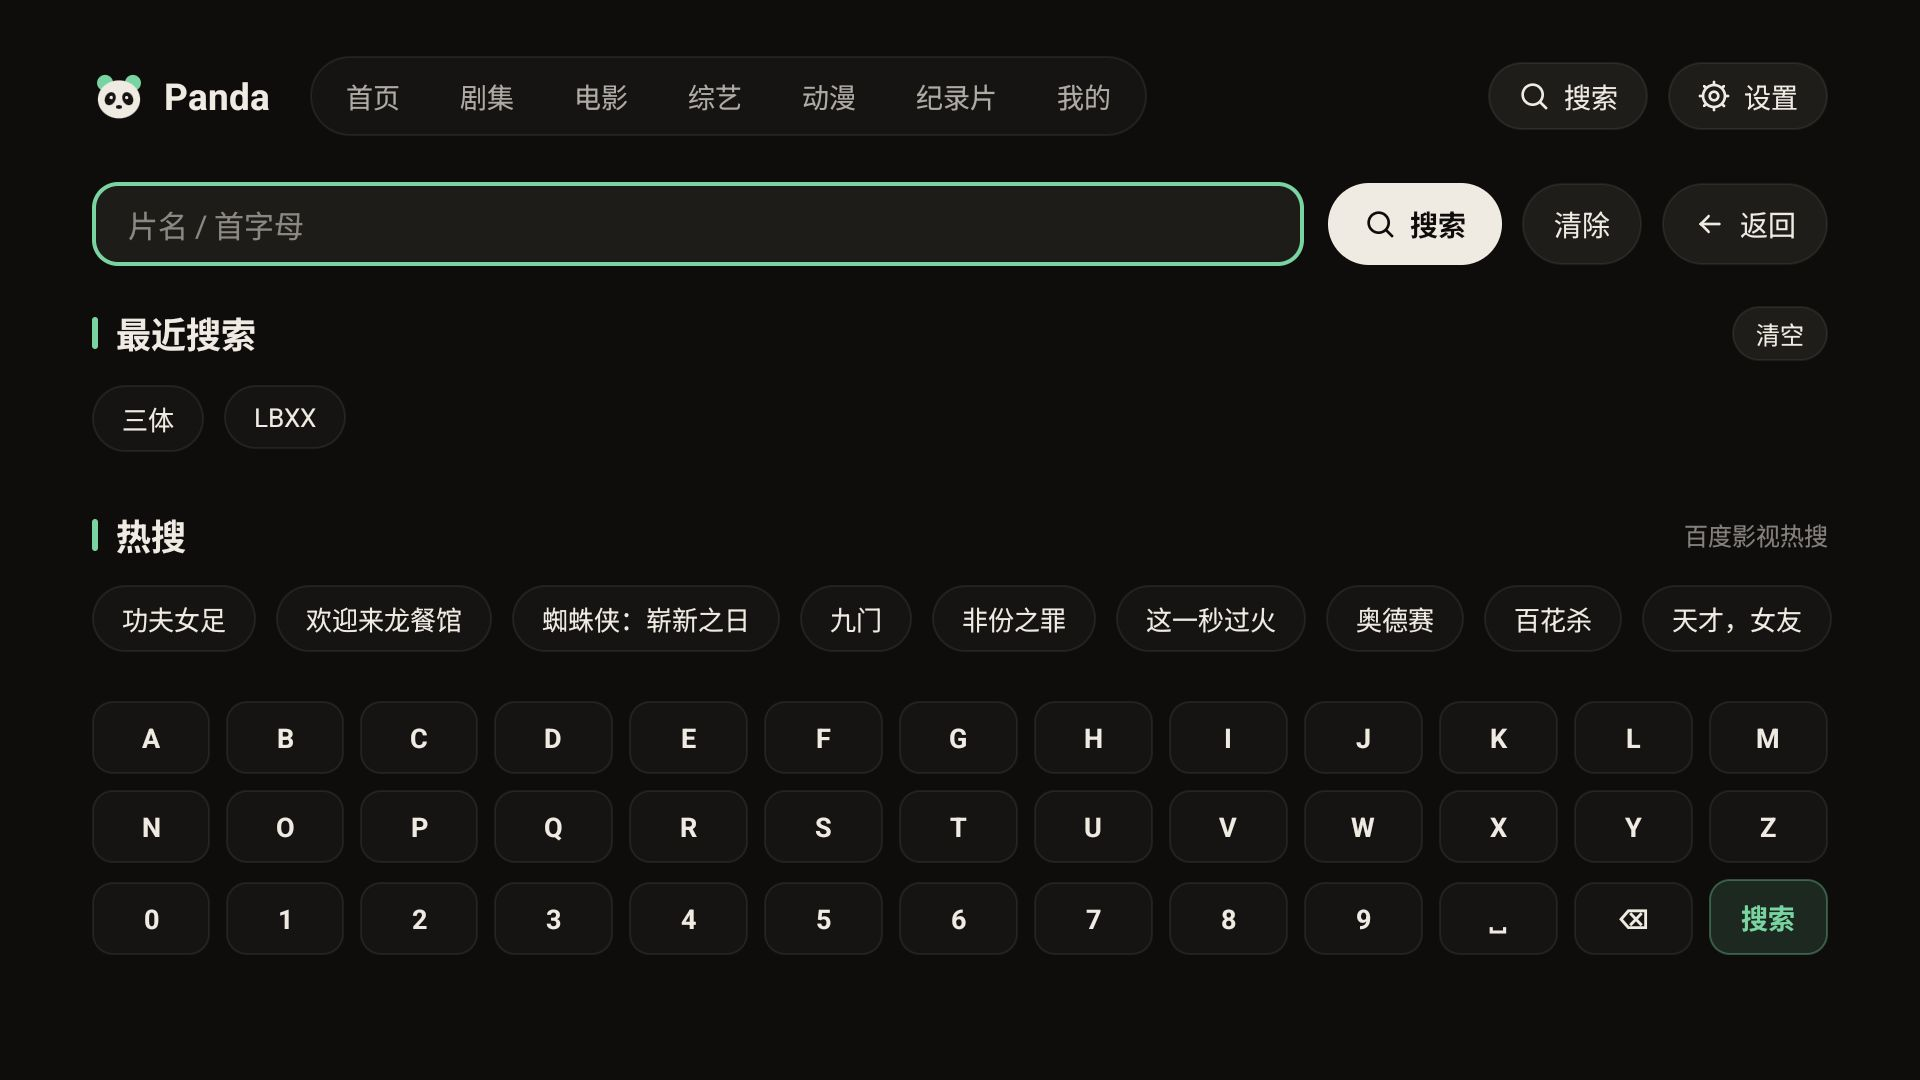 Panda 首页 剧集 电影 综艺 动漫 纪录片 我的 搜索 设置
片名 / 首字母 搜索 清除 返回
最近搜索 清空
三体 LBXX
热搜 百度影视热搜
功夫女足 欢迎来龙餐馆 蜘蛛侠：崭新之日 九门 非份之罪 这一秒过火 奥德赛 百花杀 天才，女友
A B C D E F G H I J K L M
N O P Q R S T U V W X Y Z
0 1 2 3 4 5 6 7 8 9 ␣ ⌫ 搜索